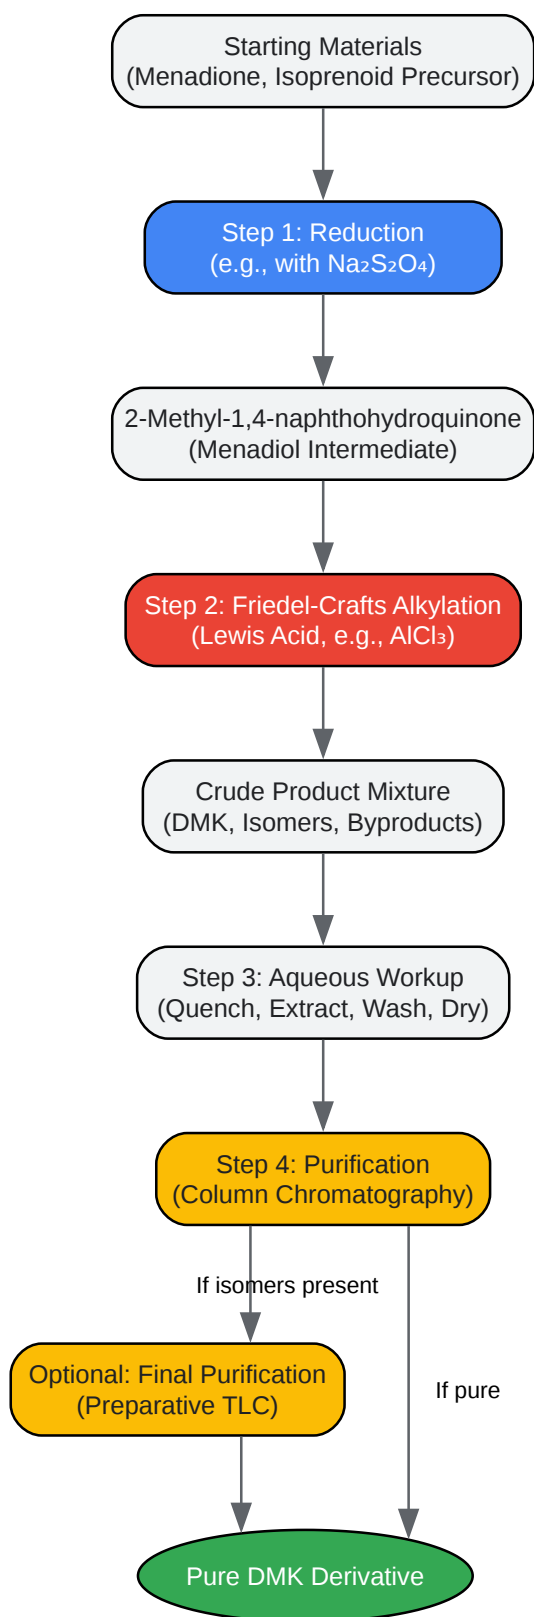 Starting Materials
(Menadione, Isoprenoid Precursor)
Step 1: Reduction
(e.g., with Na₂S₂O₄)
2-Methyl-1,4-naphthohydroquinone
(Menadiol Intermediate)
Step 2: Friedel-Crafts Alkylation
(Lewis Acid, e.g., AlCl₃)
Crude Product Mixture
(DMK, Isomers, Byproducts)
Step 3: Aqueous Workup
(Quench, Extract, Wash, Dry)
Step 4: Purification
(Column Chromatography)
If isomers present
Optional: Final Purification
(Preparative TLC)
If pure
Pure DMK Derivative